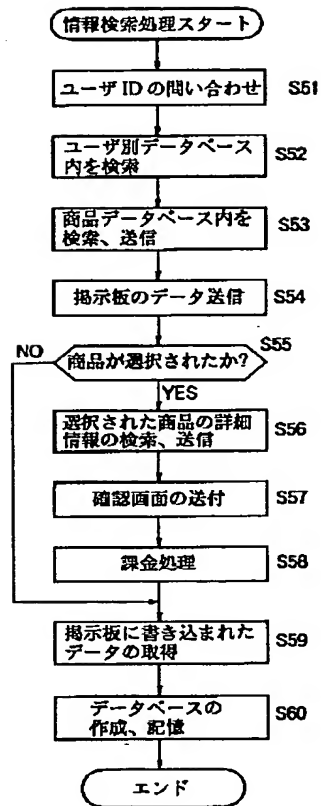 情報検索処理スタート
ユーザIDの問い合わせ S51
ユーザ別データベース
内を検索 S52
商品データベース内を
検索、送信 S53
掲示板のデータ送信 S54
S55
NO 商品が選択されたか?
YES
選択された商品の詳細
情報の検索、送信 S56
確認画面の送付 S57
課金処理 S58
掲示板に書き込まれた
データの取得 S59
データベースの
作成、記憶 S60
エンド